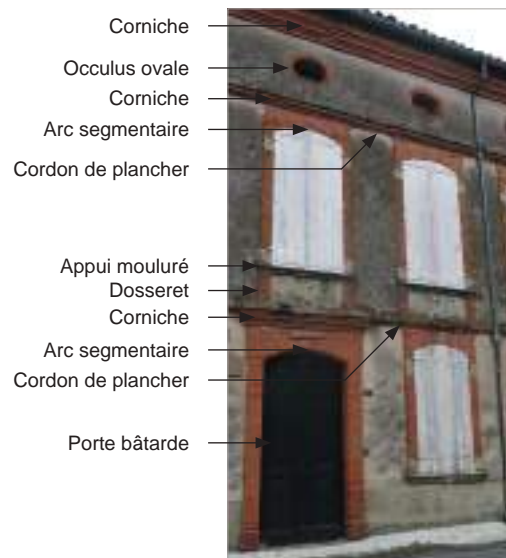 Corniche
Occulus ovale
Corniche
Arc segmentaire
Cordon de plancher
Appui mouluré
Dosseret
Corniche
Arc segmentaire
Cordon de plancher
Porte bâtarde